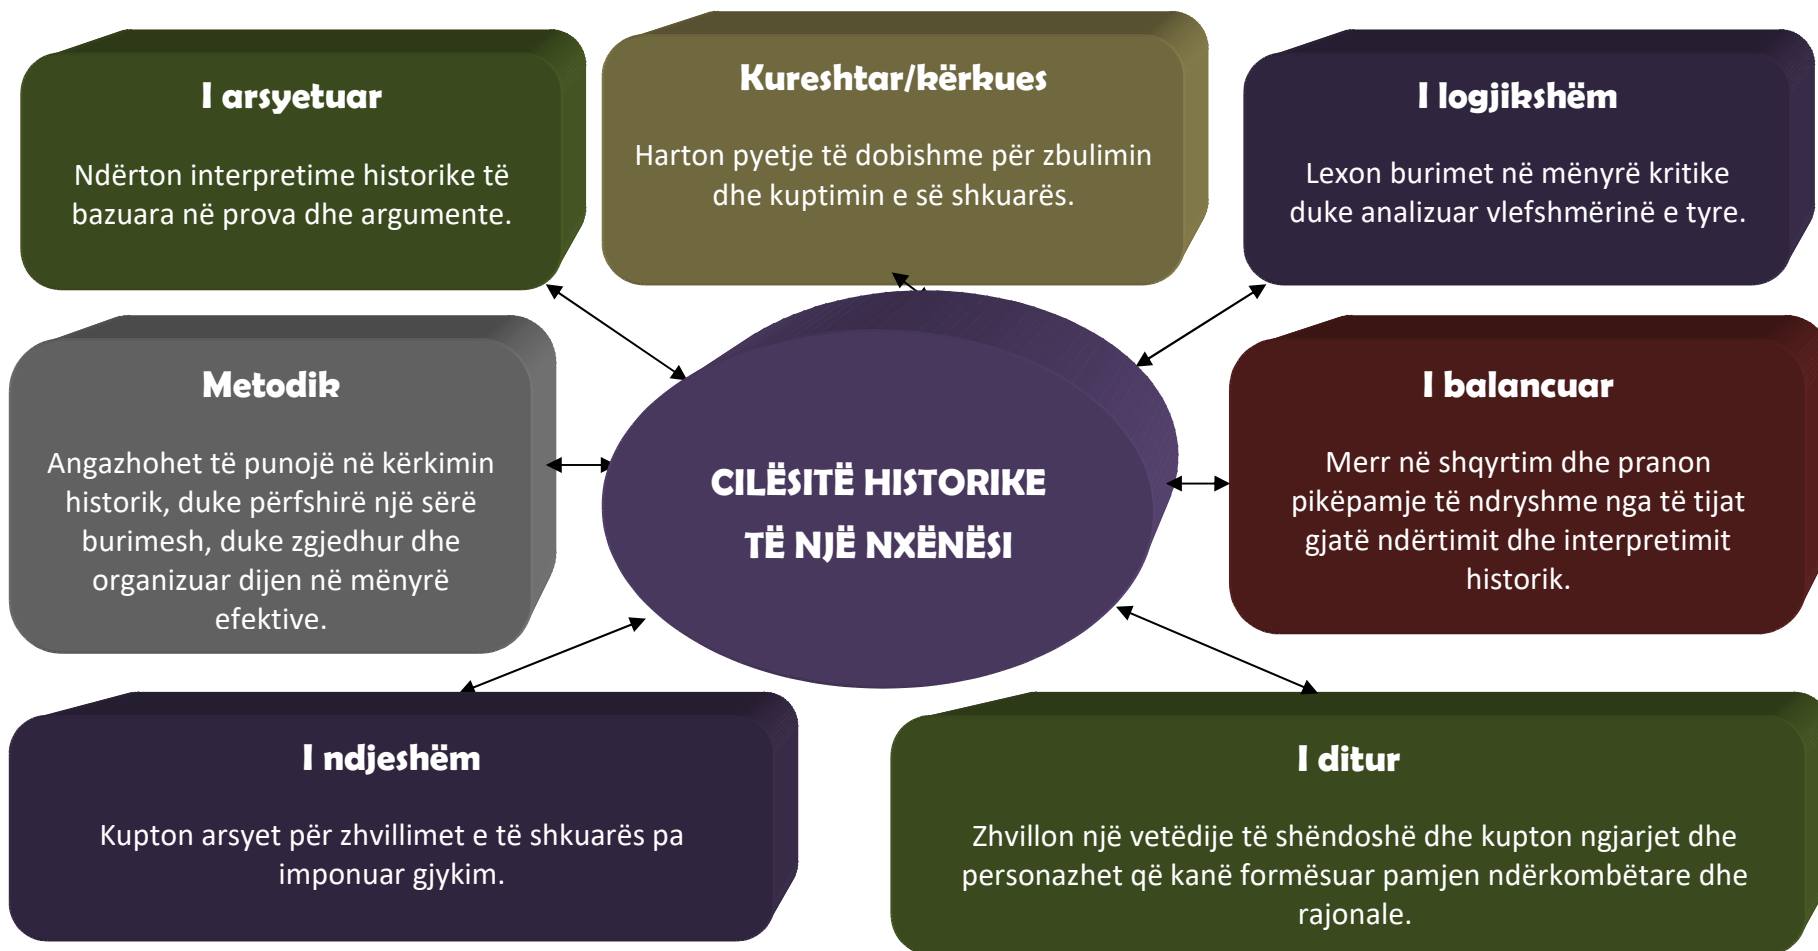 I arsyetuar
Ndërton interpretime historike të
bazuara në prova dhe argumente.
Kureshtar/kërkues
Harton pyetje të dobishme për zbulimin
dhe kuptimin e së shkuarës.
I logjikshëm
Lexon burimet në mënyrë kritike
duke analizuar vlefshmërinë e tyre.
Metodik
Angazhohet të punojë në kërkimin
historik, duke përfshirë një sërë
burimesh, duke zgjedhur dhe
organizuar dijen në mënyrë
efektive.
CILËSITË HISTORIKE
TË NJË NXËNËSI
I balancuar
Merr në shqyrtim dhe pranon
pikëpamje të ndryshme nga të tijat
gjatë ndërtimit dhe interpretimit
historik.
I ndjeshëm
Kupton arsyet për zhvillimet e të shkuarës pa
imponuar gjykim.
I ditur
Zhvillon një vetëdije të shëndoshë dhe kupton ngjarjet dhe
personazhet që kanë formësuar pamjen ndërkombëtare dhe
rajonale.